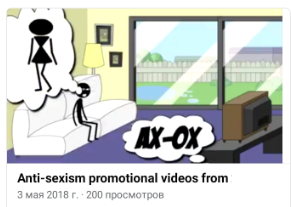 AX-OX
Anti-sexism promotional videos from
3 мая 2018 г. · 200 просмотров